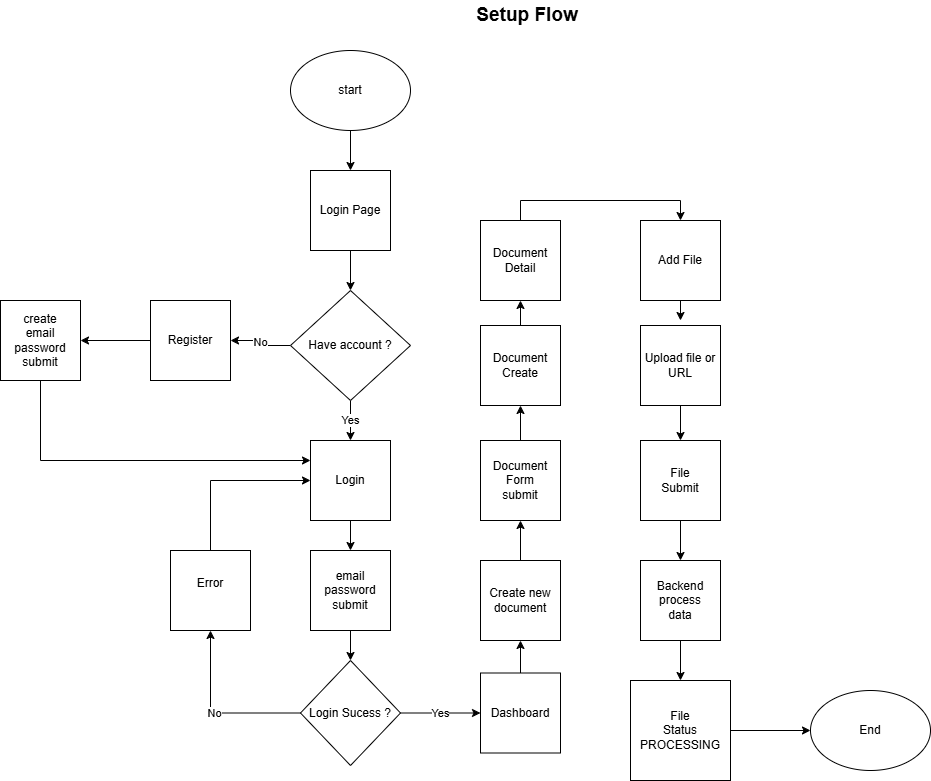 Setup Flow
start
Login Page
Have account ?
No
Register
create
email
password
submit
Yes
Login
email
password
submit
Error
Login Sucess ?
No
Yes
Dashboard
Create new
document
Document
Form
submit
Document
Create
Document
Detail
Add File
Upload file or
URL
File
Submit
Backend
process
data
File
Status
PROCESSING
End